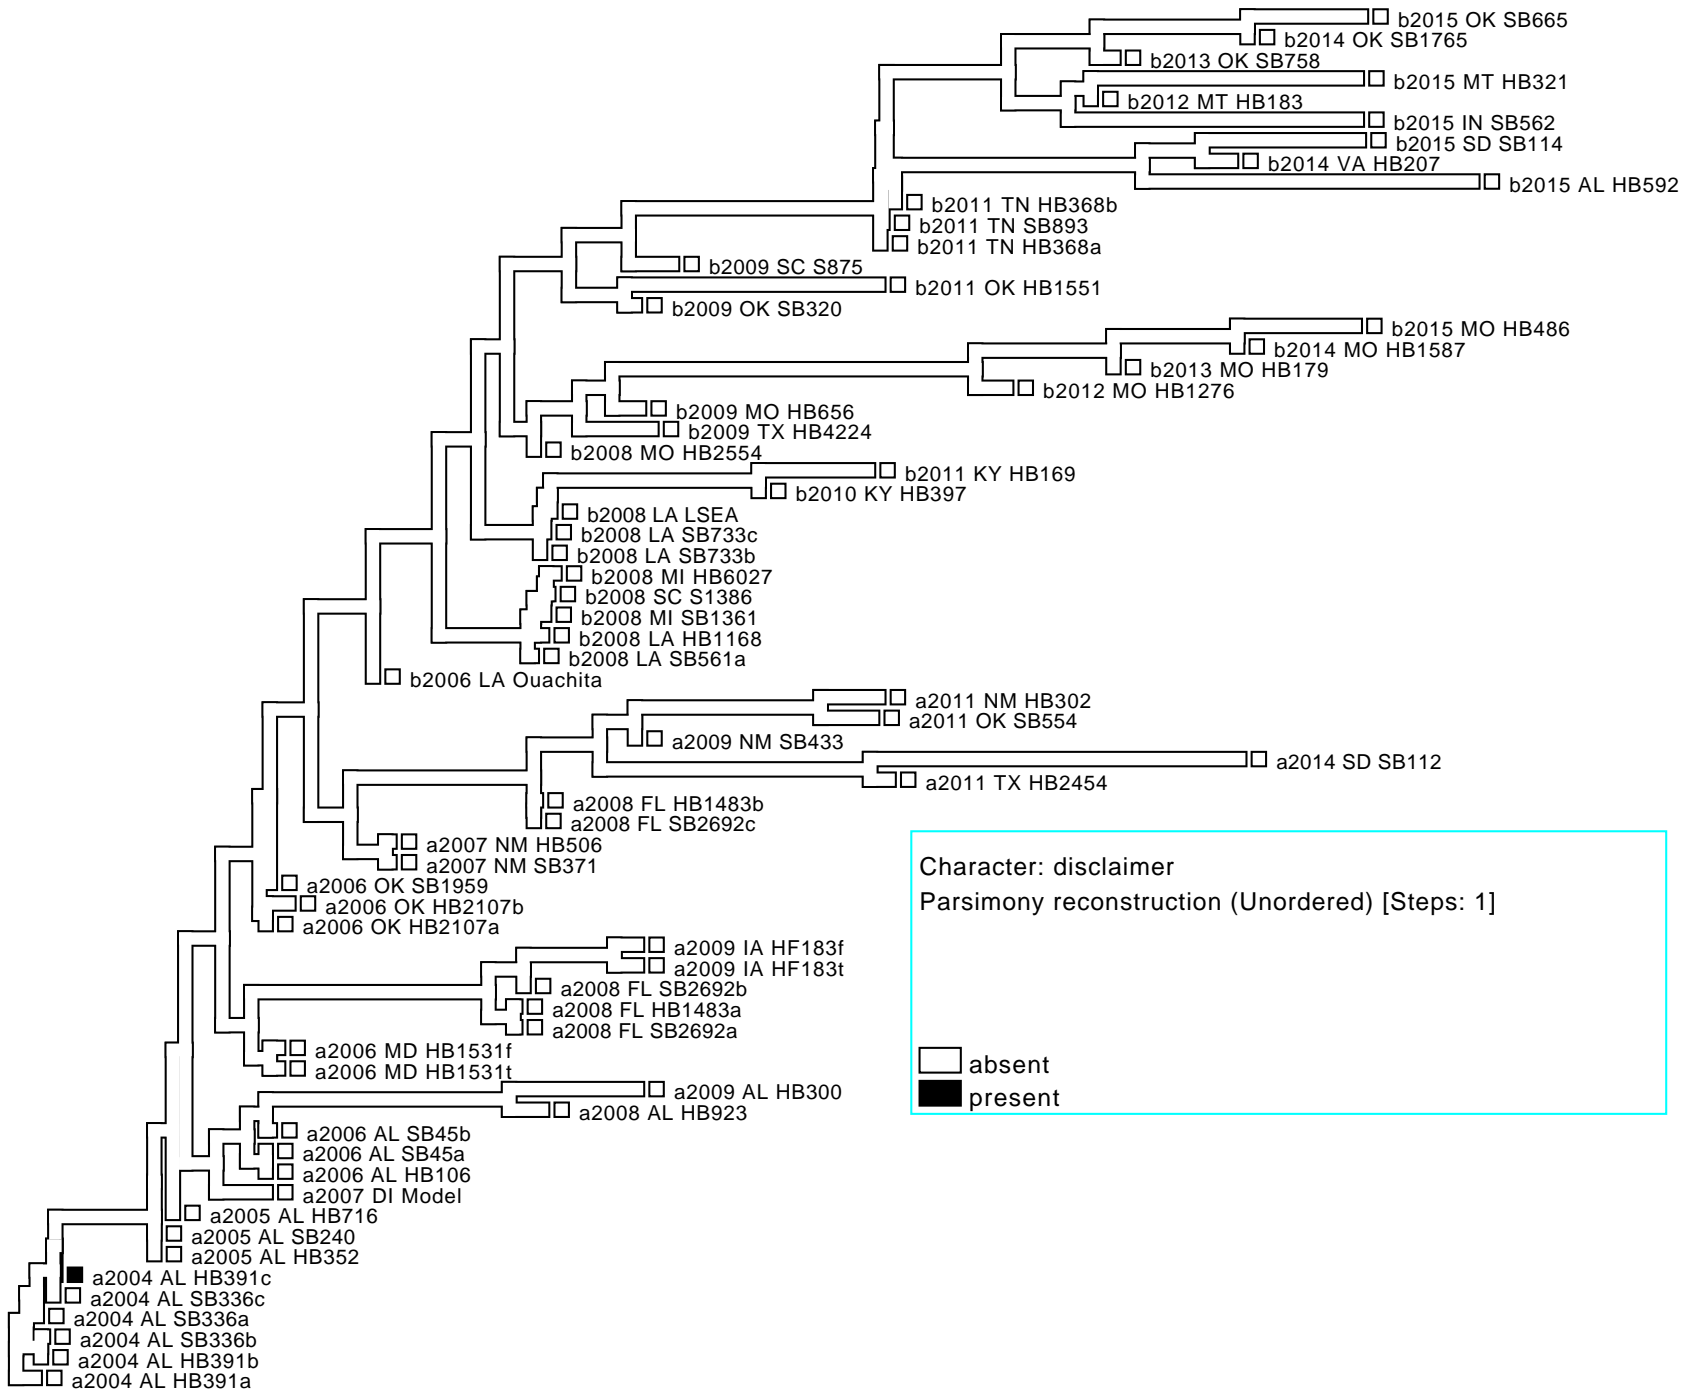 b2015 OK SB665
b2014 OK SB1765
b2013 OK SB758
b2015 MT HB321
b2012 MT HB183
b2015 IN SB562
b2015 SD SB114
b2014 VA HB207
b2015 AL HB592
b2011 TN HB368b
b2011 TN SB893
b2011 TN HB368a
b2009 SC S875
b2011 OK HB1551
b2009 OK SB320
b2015 MO HB486
b2014 MO HB1587
b2013 MO HB179
b2012 MO HB1276
b2009 MO HB656
b2009 TX HB4224
b2008 MO HB2554
b2011 KY HB169
b2010 KY HB397
b2008 LA LSEA
b2008 LA SB733c
b2008 LA SB733b
b2008 MI HB6027
b2008 SC S1386
b2008 MI SB1361
b2008 LA HB1168
b2008 LA SB561a
b2006 LA Ouachita
a2011 NM HB302
a2011 OK SB554
a2009 NM SB433
a2014 SD SB112
a2011 TX HB2454
a2008 FL HB1483b
a2008 FL SB2692c
a2007 NM HB506
a2007 NM SB371
a2006 OK SB1959
a2006 OK HB2107b
a2006 OK HB2107a
a2009 IA HF183f
a2009 IA HF183t
a2008 FL SB2692b
a2008 FL HB1483a
a2008 FL SB2692a
a2006 MD HB1531f
a2006 MD HB1531t
a2009 AL HB300
a2008 AL HB923
a2006 AL SB45b
a2006 AL SB45a
a2006 AL HB106
a2007 DI Model
a2005 AL HB716
a2005 AL SB240
a2005 AL HB352
a2004 AL HB391c
a2004 AL SB336c
a2004 AL SB336a
a2004 AL SB336b
a2004 AL HB391b
a2004 AL HB391a
Character: disclaimer
Parsimony reconstruction (Unordered) [Steps: 1]
absent
present